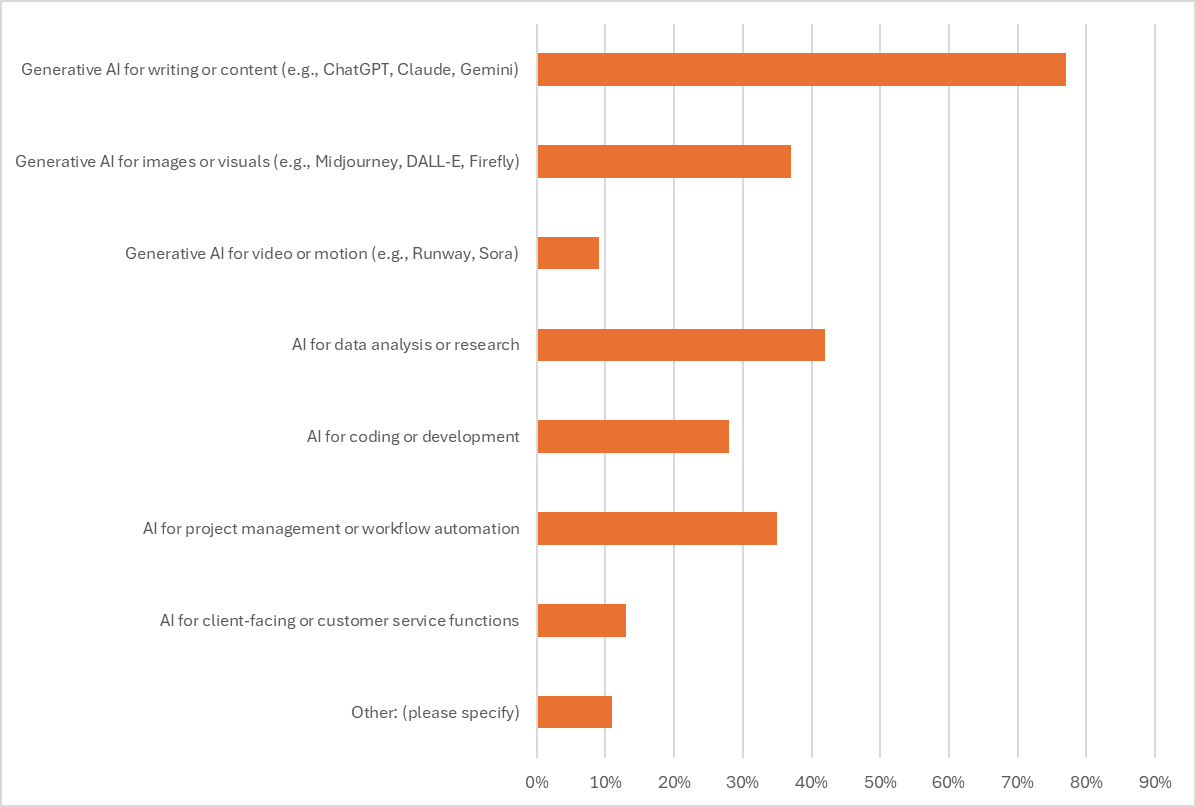 Generative AI for writing or content (e.g., ChatGPT, Claude, Gemini)
Generative AI for images or visuals (e.g., Midjourney, DALL-E, Firefly)
Generative AI for video or motion (e.g., Runway, Sora)
AI for data analysis or research
AI for coding or development
AI for project management or workflow automation
AI for client-facing or customer service functions
Other: (please specify)
0% 10% 20% 30% 40% 50% 60% 70% 80% 90%